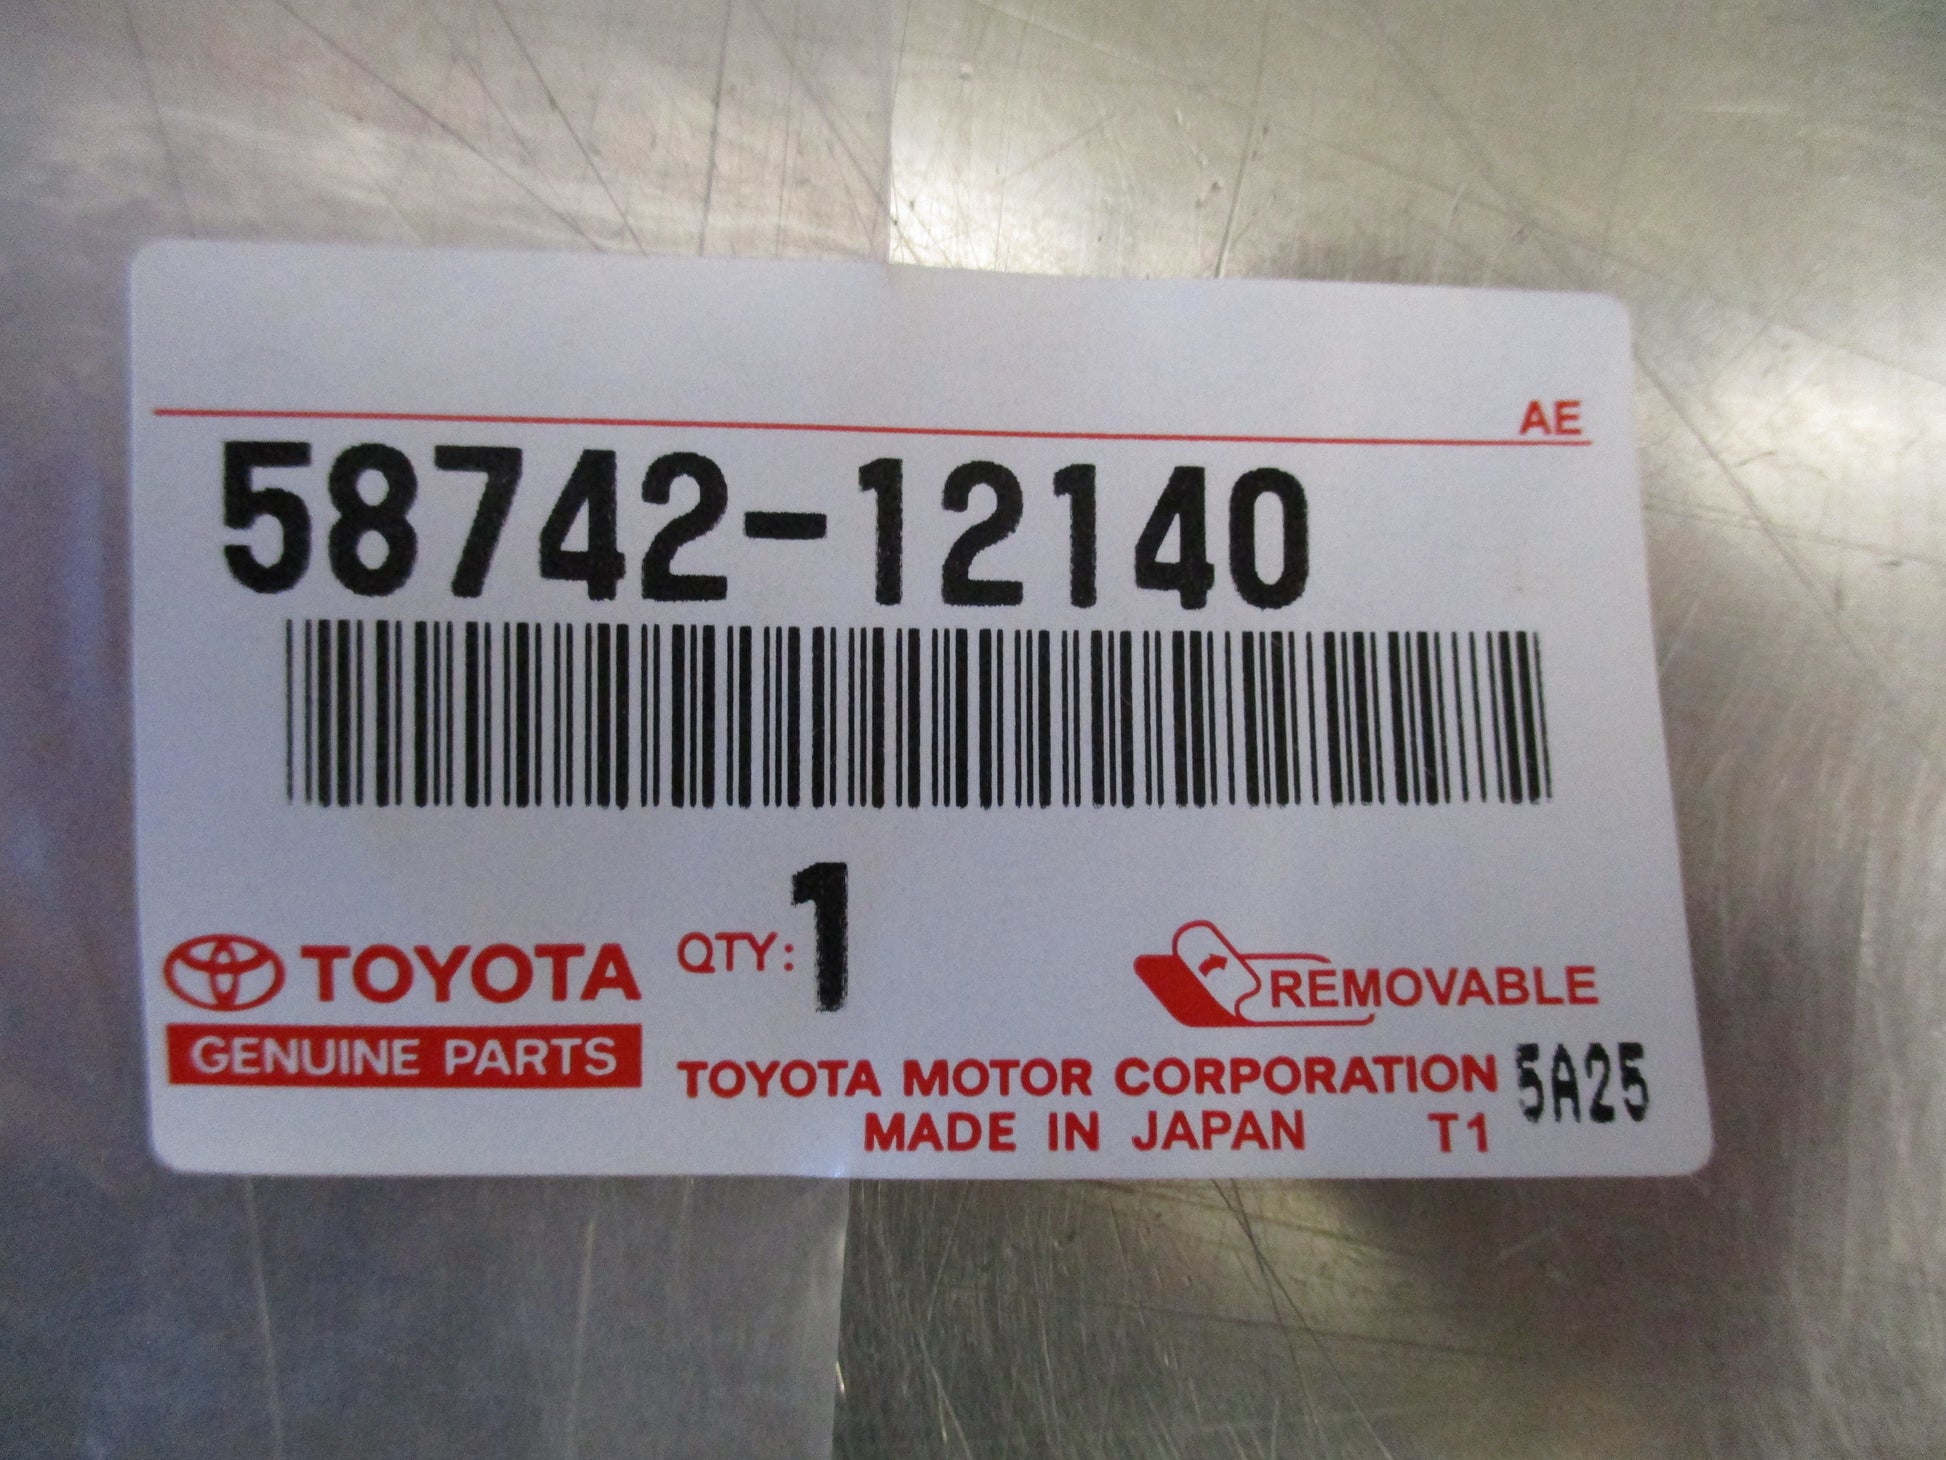 AE
58742-12140
TOYOTA QTY: 1
REMOVABLE
GENUINE PARTS
TOYOTA MOTOR CORPORATION 5A25
MADE IN JAPAN T1